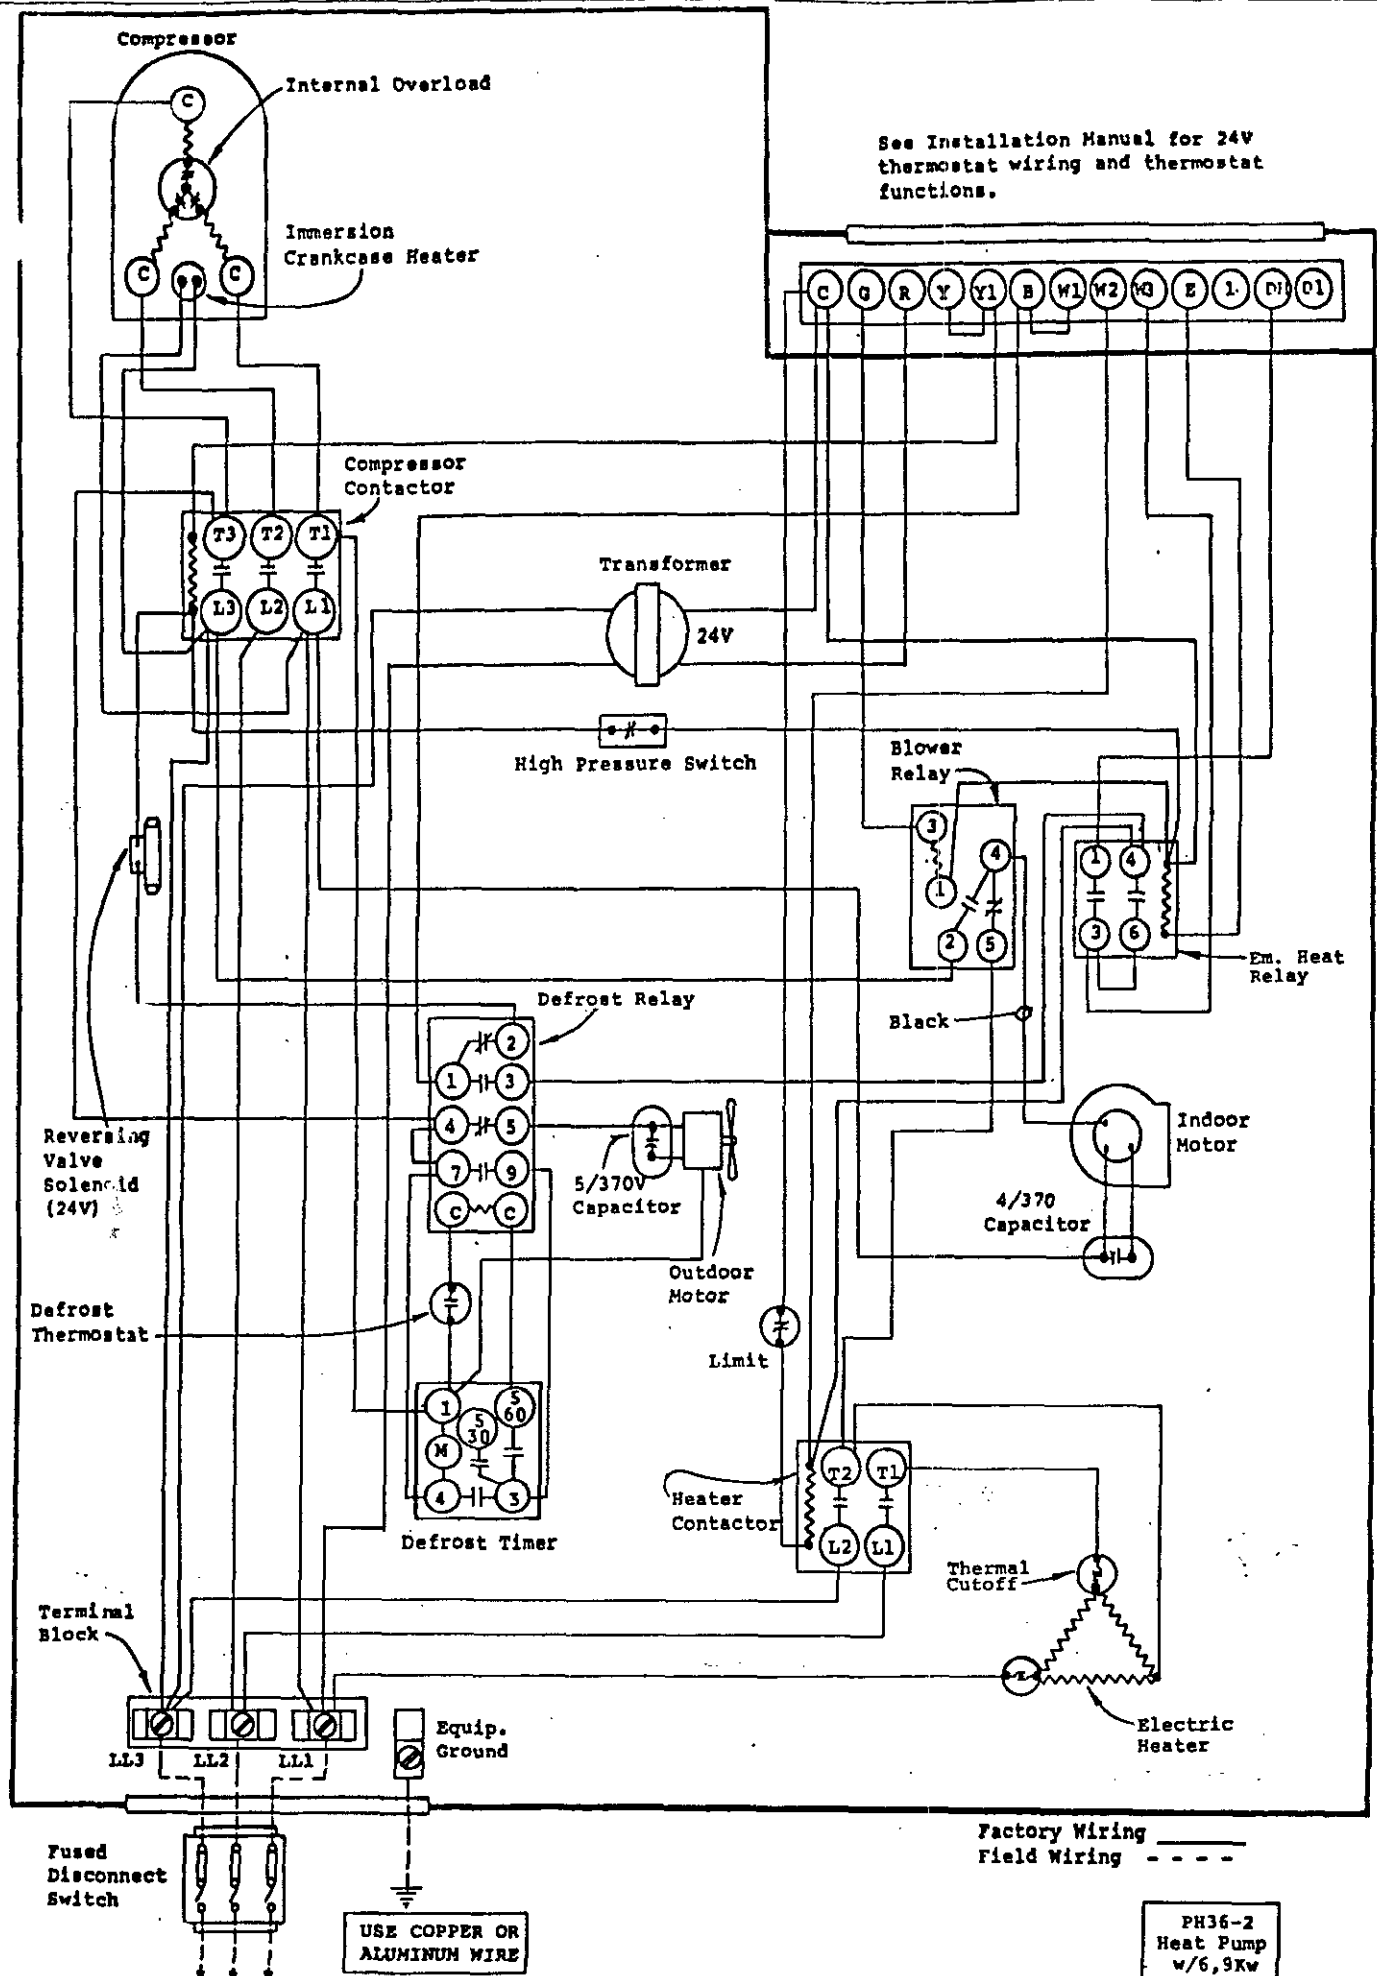 Compressor
Internal Overload
C
See Installation Manual for 24V
thermostat wiring and thermostat
functions.
Immersion
Crankcase Heater
C C
C G R Y Y1 B W1 W2 W3 E 1. D1
Compressor
Contactor
T3 T2 T1
L3 L2 L1
Transformer
24V
High Pressure Switch
Blower
Relay
3
4
1
2 5
1 4
3 6
Em. Heat
Relay
Black
Defrost Relay
2
1 3
4 5
7 9
C C
Reversing
Valve
Solenoid
(24V)
5/370V
Capacitor
Outdoor
Motor
Indoor
Motor
4/370
Capacitor
Defrost
Thermostat
Limit
1
S
30
S
60
M
4 3
Defrost Timer
Heater
Contactor
T2 T1
L2 L1
Thermal
Cutoff
Electric
Heater
Terminal
Block
LL3 LL2 LL1
Equip.
Ground
Factory Wiring
Field Wiring
Fused
Disconnect
Switch
USE COPPER OR
ALUMINUM WIRE
PH36-2
Heat Pump
w/6,9Kw